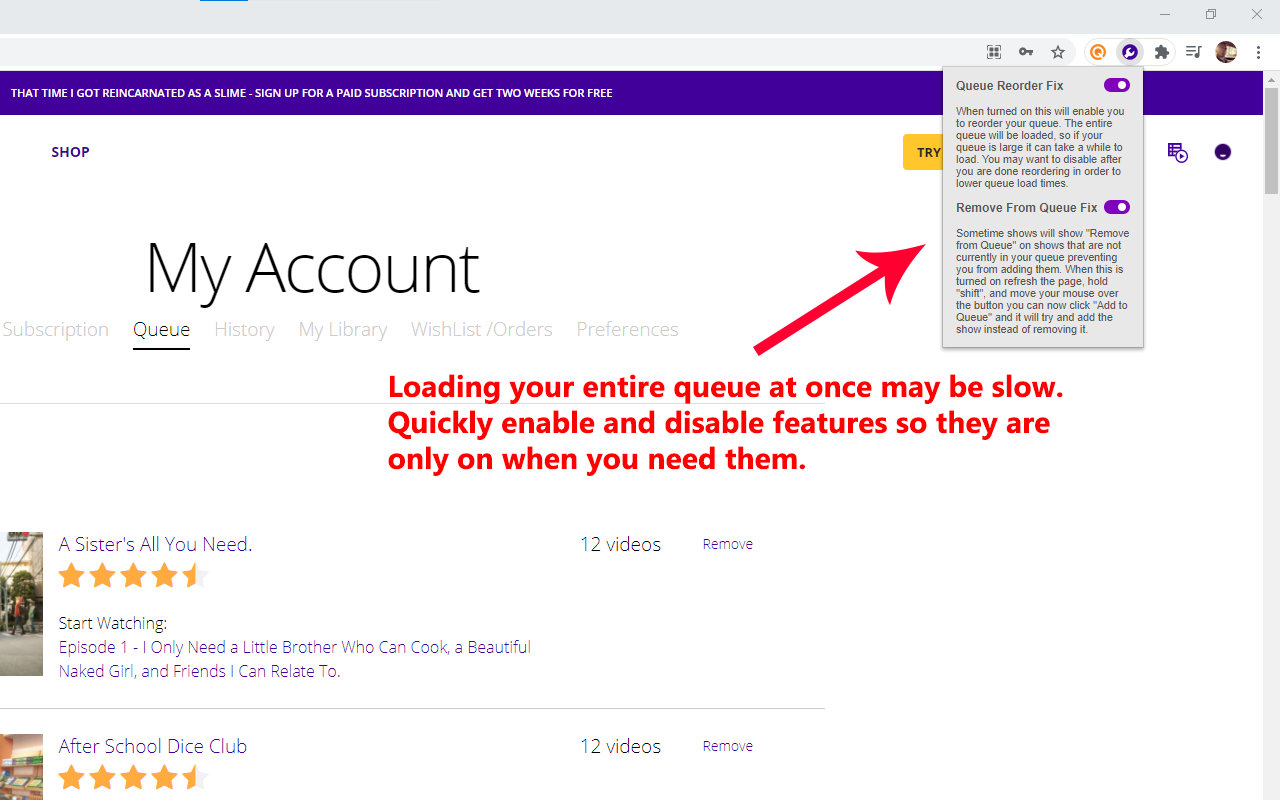 THAT TIME I GOT REINCARNATED AS A SLIME - SIGN UP FOR A PAID SUBSCRIPTION AND GET TWO WEEKS FOR FREE
SHOP
TRY
Queue Reorder Fix
When turned on this will enable you
to reorder your queue. The entire
queue will be loaded, so if your
queue is large it can take a while to
load. You may want to disable after
you are done reordering in order to
lower queue load times.
Remove From Queue Fix
Sometime shows will show "Remove
from Queue" on shows that are not
currently in your queue preventing
you from adding them. When this is
turned on refresh the page, hold
"shift", and move your mouse over
the button you can now click "Add to
Queue" and it will try and add the
show instead of removing it.
My Account
Subscription Queue History My Library WishList /Orders Preferences
Loading your entire queue at once may be slow.
Quickly enable and disable features so they are
only on when you need them.
A Sister's All You Need. 12 videos Remove
Start Watching:
Episode 1 - I Only Need a Little Brother Who Can Cook, a Beautiful
Naked Girl, and Friends I Can Relate To.
After School Dice Club 12 videos Remove